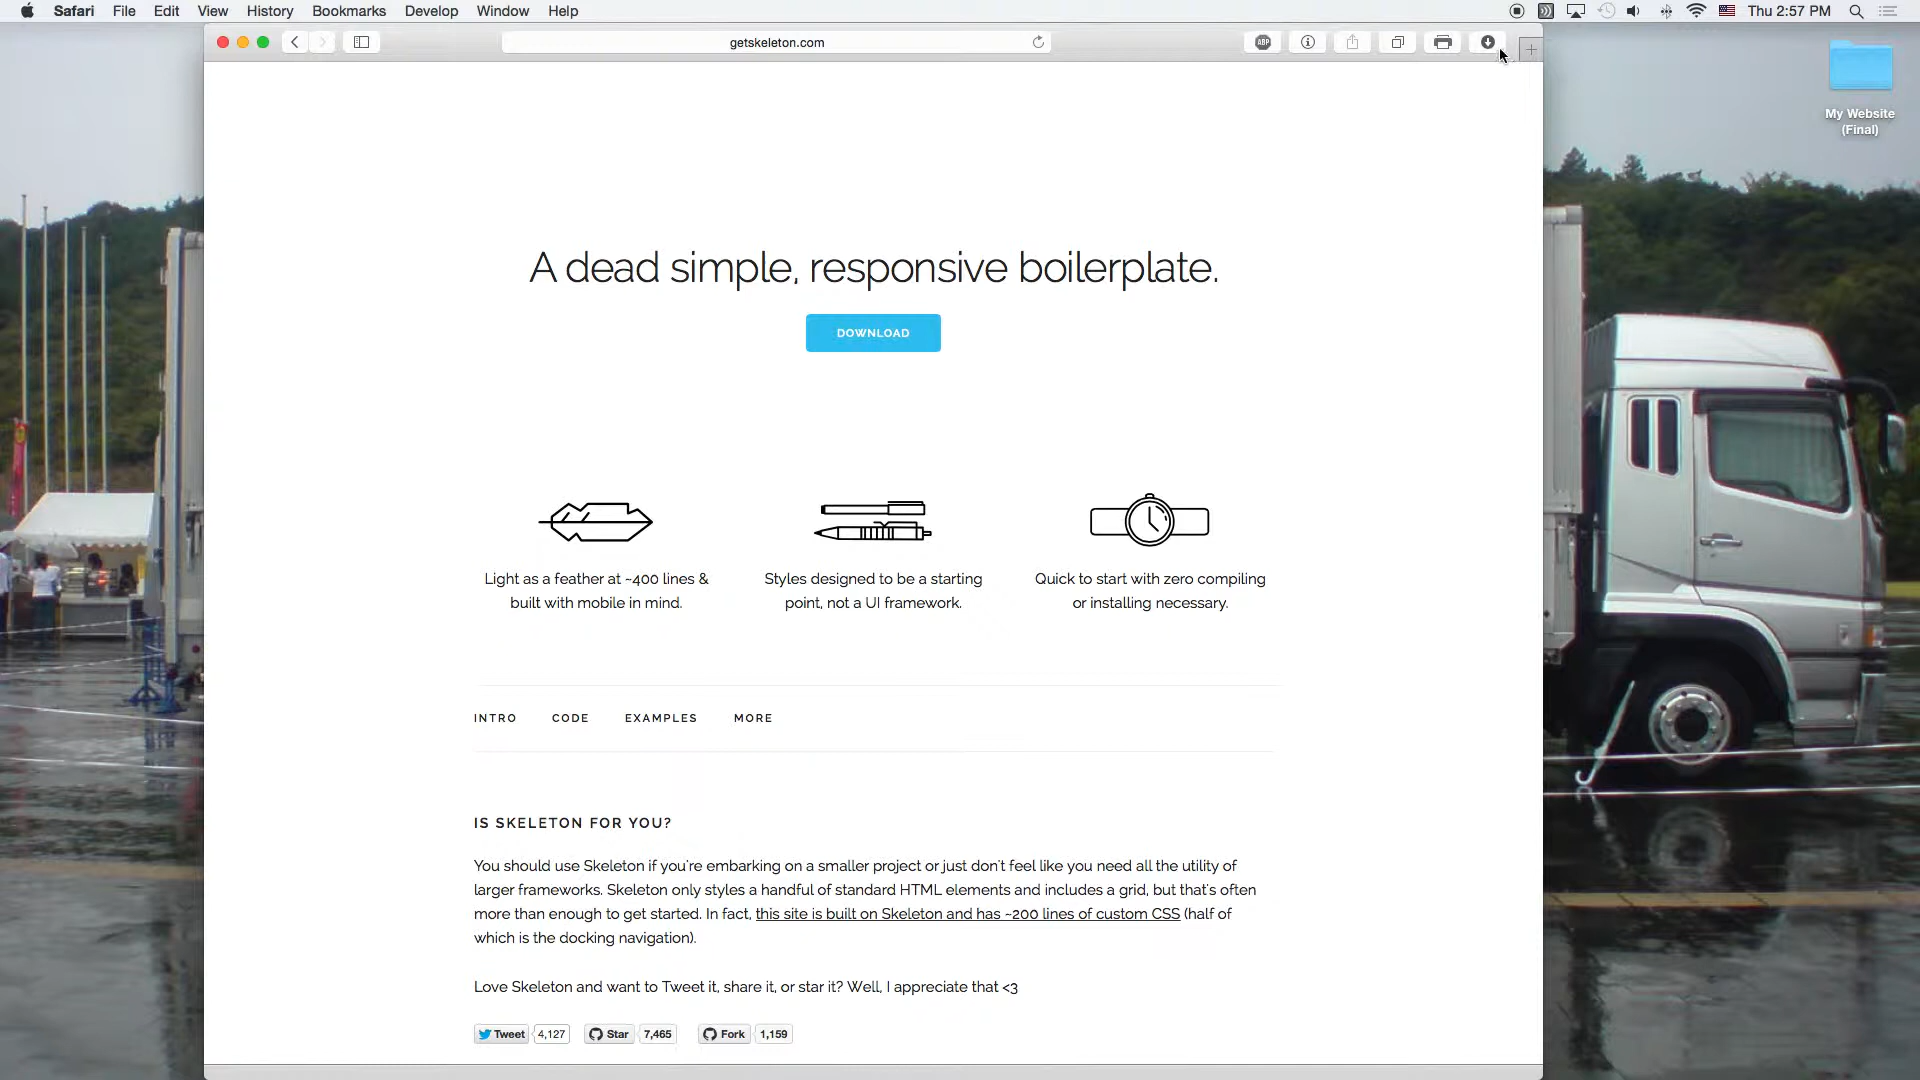 Safari File Edit View History Bookmarks Develop Window Help Thu 2:57 PM
getskeleton.com
ABP
My Website
(Final)
A dead simple, responsive boilerplate.
DOWNLOAD
Light as a feather at ~400 lines &
built with mobile in mind.
Styles designed to be a starting
point, not a UI framework.
Quick to start with zero compiling
or installing necessary.
INTRO CODE EXAMPLES MORE
IS SKELETON FOR YOU?
You should use Skeleton if you're embarking on a smaller project or just don't feel like you need all the utility of
larger frameworks. Skeleton only styles a handful of standard HTML elements and includes a grid, but that's often
more than enough to get started. In fact, this site is built on Skeleton and has ~200 lines of custom CSS (half of
which is the docking navigation).
Love Skeleton and want to Tweet it, share it, or star it? Well, I appreciate that <3
Tweet 4,127 Star 7,465 Fork 1,159